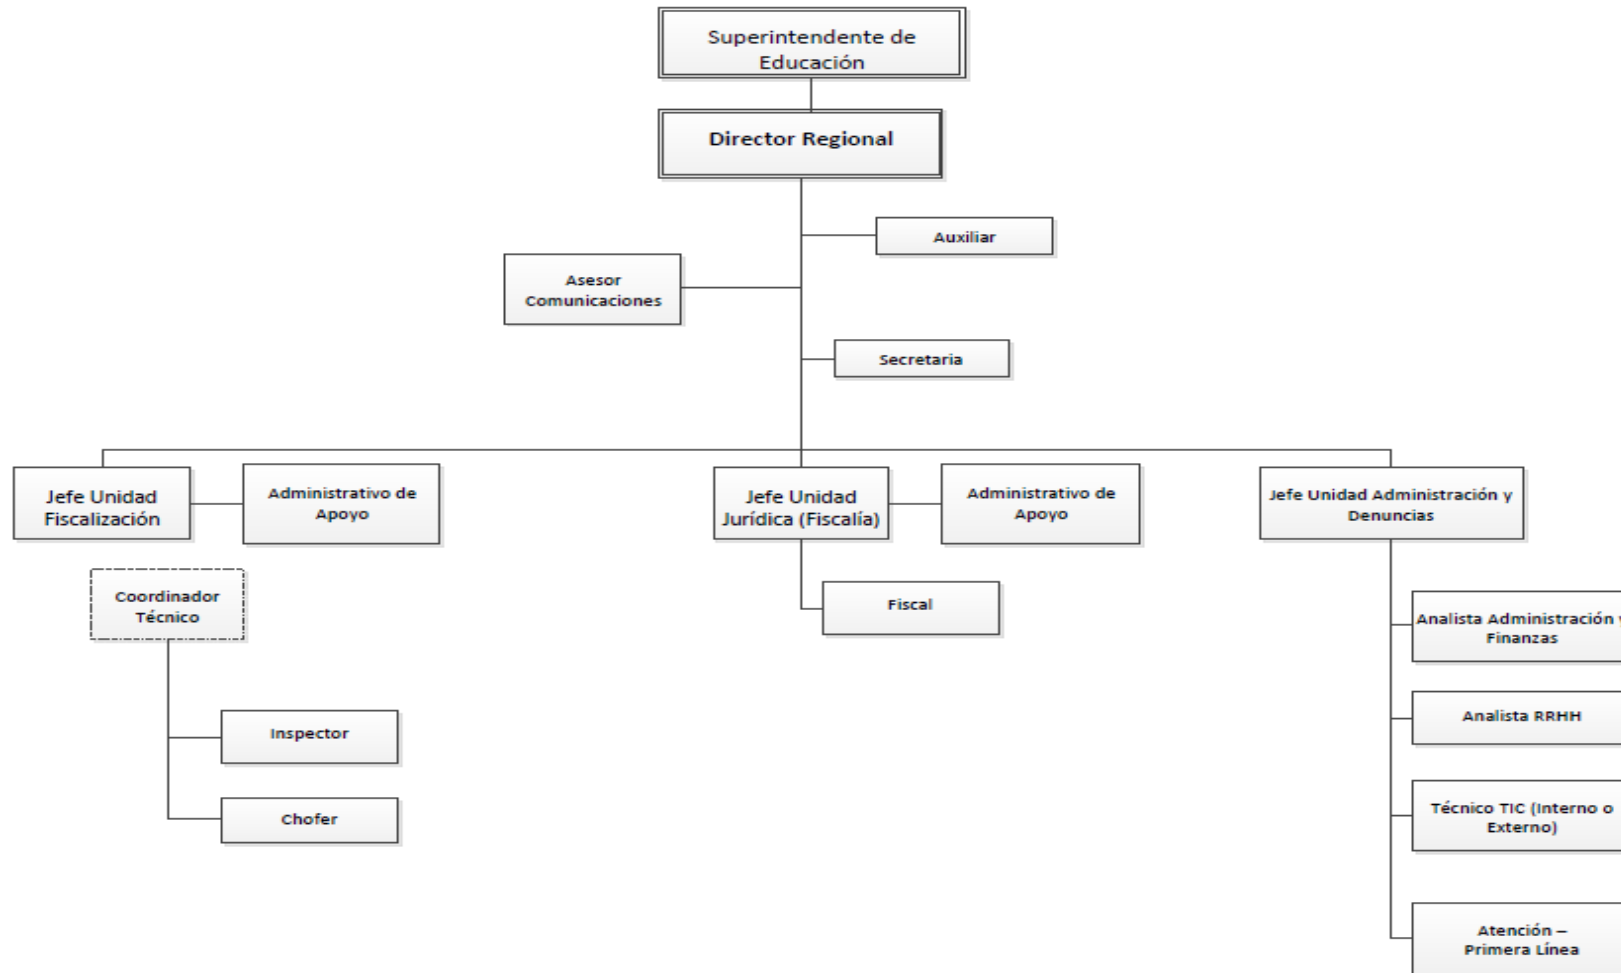 Superintendente de
Educación
Director Regional
Auxiliar
Asesor
Comunicaciones
Secretaria
Jefe Unidad
Fiscalización
Administrativo de
Apoyo
Jefe Unidad
Jurídica (Fiscalía)
Administrativo de
Apoyo
Jefe Unidad Administración y
Denuncias
Coordinador
Técnico
Inspector
Chofer
Fiscal
Analista Administración y
Finanzas
Analista RRHH
Técnico TIC (Interno o
Externo)
Atención –
Primera Línea